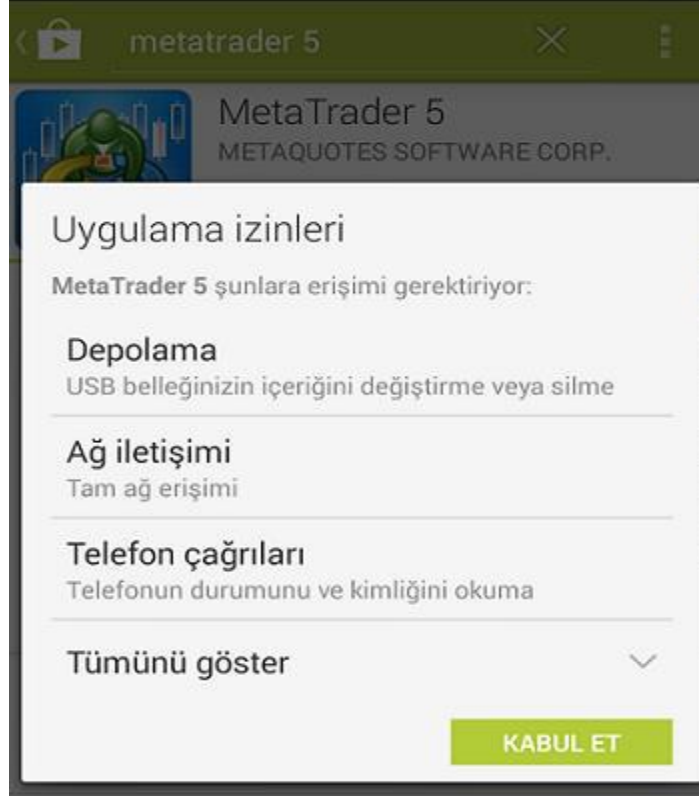 metatrader 5
MetaTrader 5
METAQUOTES SOFTWARE CORP.
Uygulama izinleri
MetaTrader 5 şunlara erişimi gerektiriyor:
Depolama
USB belleğinizin içeriğini değiştirme veya silme
Ağ iletişimi
Tam ağ erişimi
Telefon çağrıları
Telefonun durumunu ve kimliğini okuma
Tümünü göster
KABUL ET